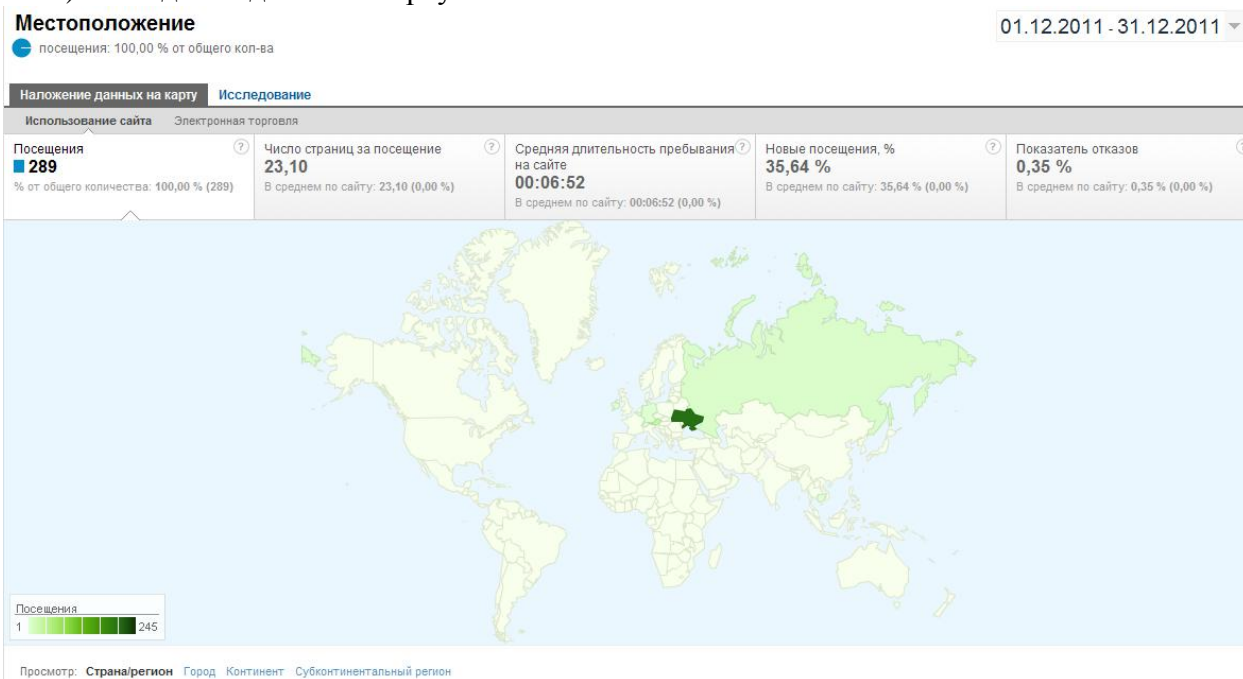 Местоположение
01.12.2011 - 31.12.2011
посещения: 100,00 % от общего кол-ва
Наложение данных на карту Исследование
Использование сайта Электронная торговля
Посещения
289
% от общего количества: 100,00 % (289)
Число страниц за посещение
23,10
В среднем по сайту: 23,10 (0,00 %)
Средняя длительность пребывания
на сайте
00:06:52
В среднем по сайту: 00:06:52 (0,00 %)
Новые посещения, %
35,64 %
В среднем по сайту: 35,64 % (0,00 %)
Показатель отказов
0,35 %
В среднем по сайту: 0,35 % (0,00 %)
Посещения
1 245
Просмотр: Страна/регион Город Континент Субконтинентальный регион